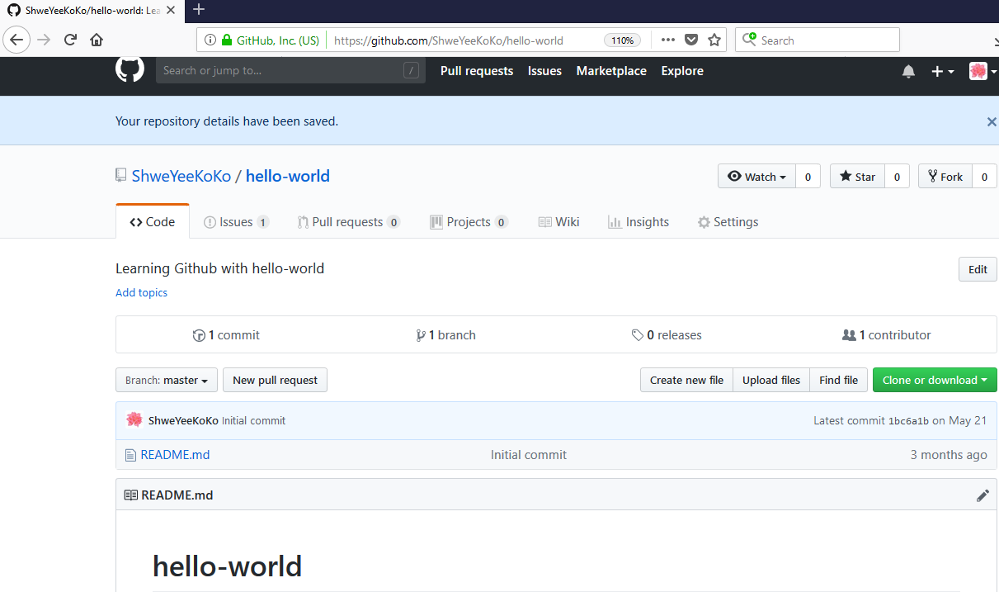 ShweYeeKoKo/hello-world: Lea
GitHub, Inc. (US) https://github.com/ShweYeeKoKo/hello-world 110% Search
Search or jump to... / Pull requests Issues Marketplace Explore
Your repository details have been saved.
ShweYeeKoKo / hello-world Watch 0 Star 0 Fork 0
Code Issues 1 Pull requests 0 Projects 0 Wiki Insights Settings
Learning Github with hello-world Edit
Add topics
1 commit 1 branch 0 releases 1 contributor
Branch: master New pull request Create new file Upload files Find file Clone or download
ShweYeeKoKo Initial commit Latest commit 1bc6a1b on May 21
README.md Initial commit 3 months ago
README.md
hello-world